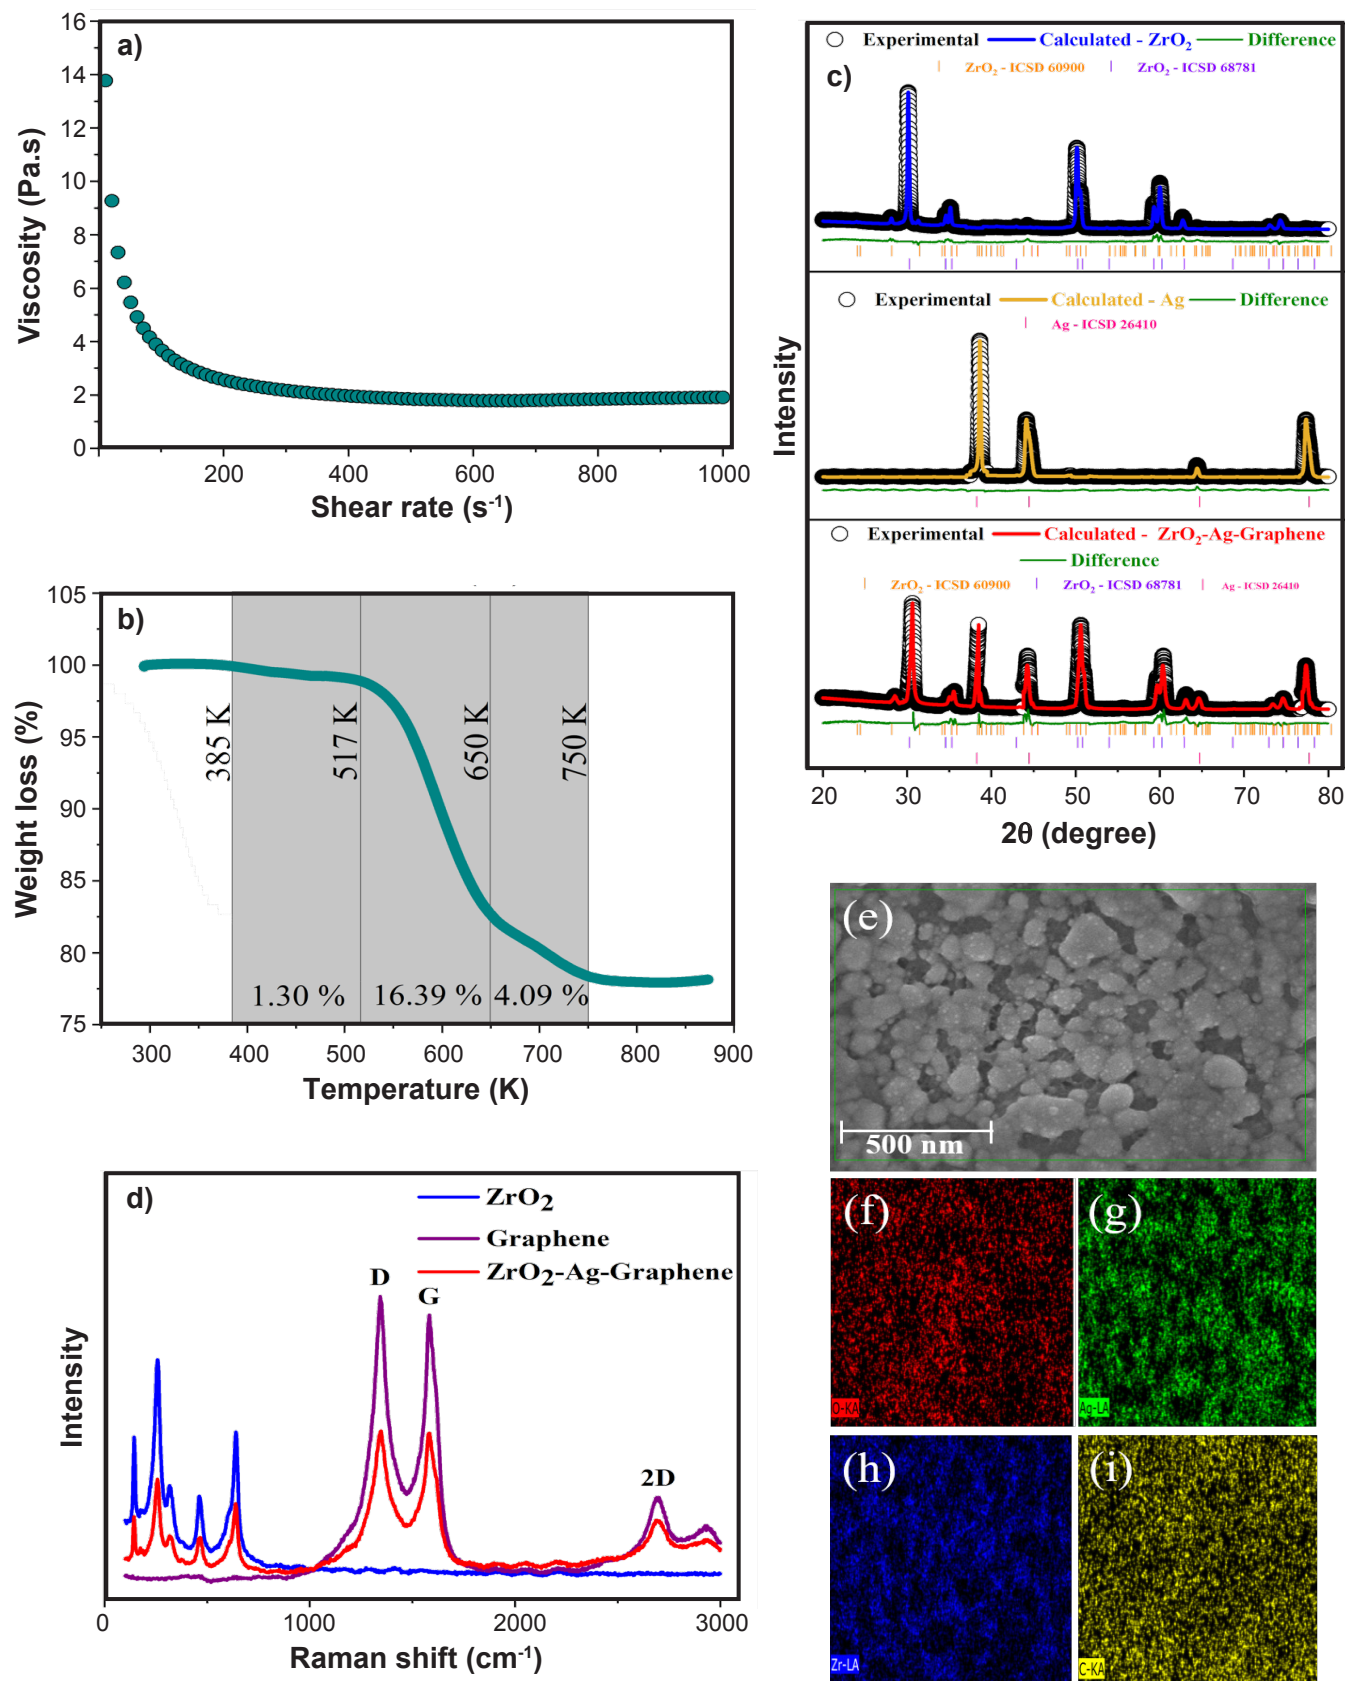 a)
16
14
12
10
8
6
4
2
0
Viscosity (Pa.s)
200
400
600
800
1000
Shear rate (s⁻¹)
b)
105
100
95
90
85
80
75
Weight loss (%)
385 K
517 K
650 K
750 K
1.30 %
16.39 %
4.09 %
300
400
500
600
700
800
900
Temperature (K)
c)
Experimental
Calculated - ZrO₂
Difference
ZrO₂ - ICSD 60900
ZrO₂ - ICSD 68781
Experimental
Calculated - Ag
Difference
Ag - ICSD 26410
Experimental
Calculated - ZrO₂-Ag-Graphene
Difference
ZrO₂ - ICSD 60900
ZrO₂ - ICSD 68781
Ag - ICSD 26410
Intensity
20
30
40
50
60
70
80
2θ (degree)
d)
ZrO₂
Graphene
ZrO₂-Ag-Graphene
D
G
2D
Intensity
0
1000
2000
3000
Raman shift (cm⁻¹)
(e)
500 nm
(f)
O-KA
(g)
Ag-LA
(h)
Zr-LA
(i)
C-KA